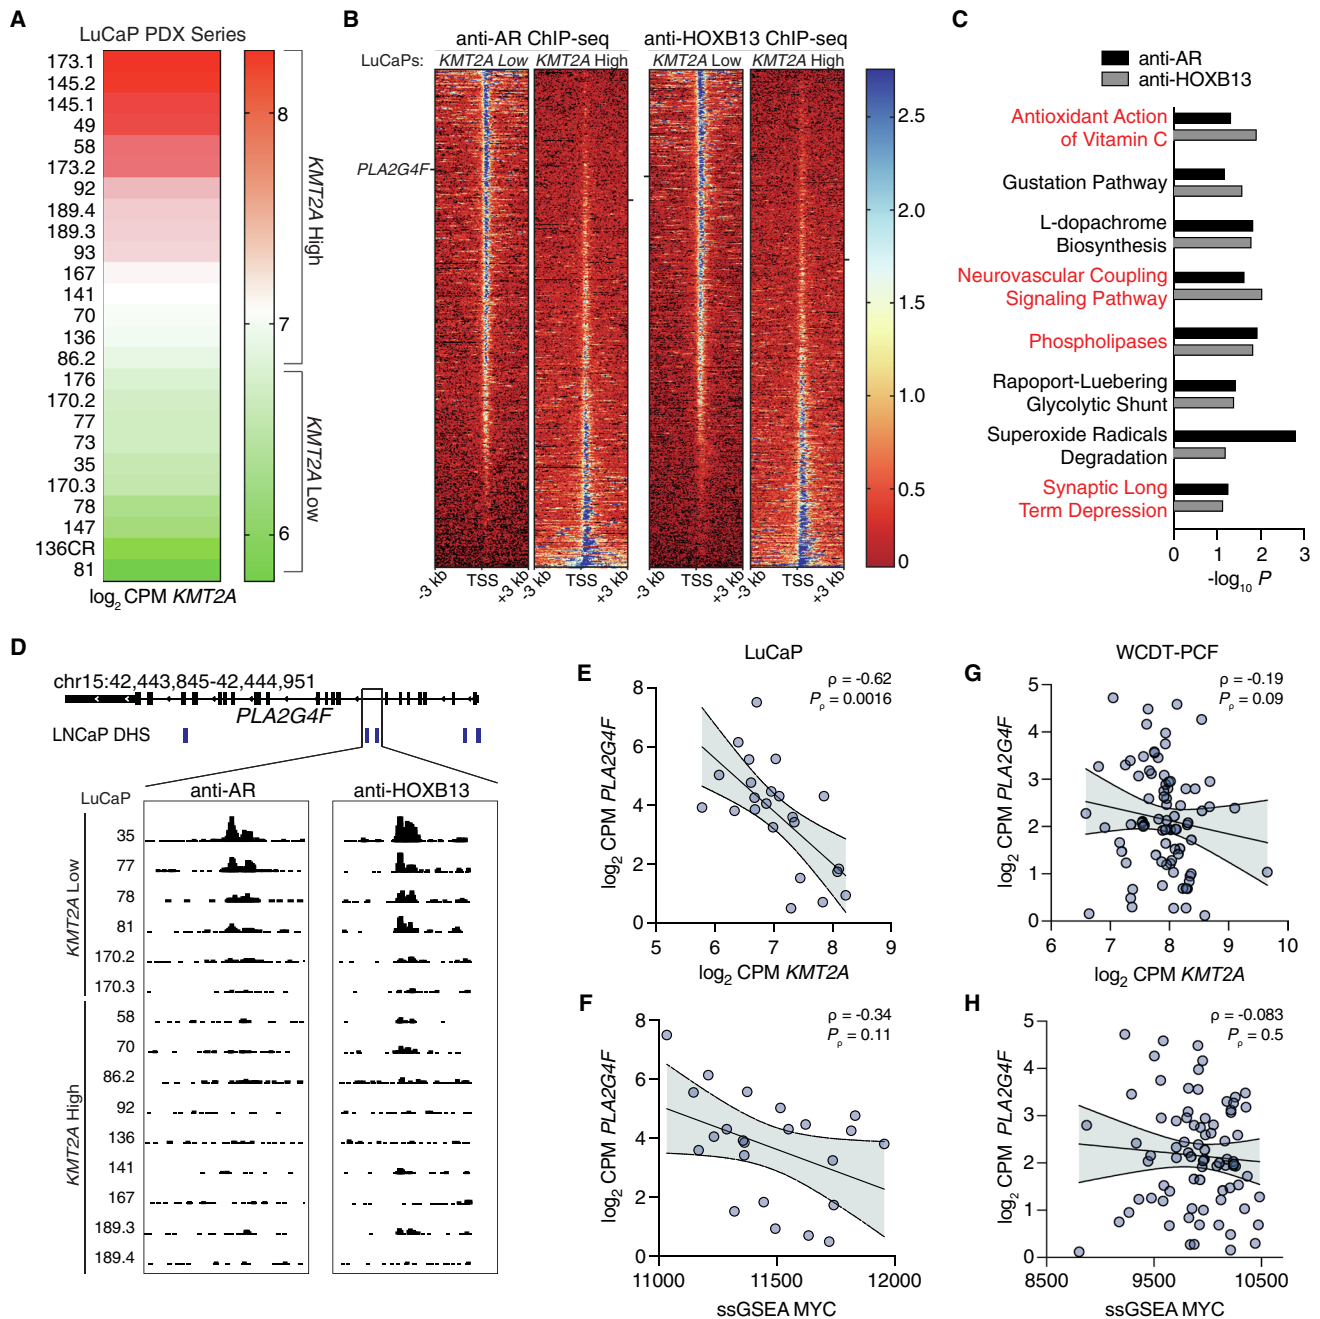 A
LuCaP PDX Series
173.1
145.2
145.1
49
58
173.2
92
189.4
189.3
93
167
141
70
136
86.2
176
170.2
77
73
35
170.3
78
147
136CR
81
log2 CPM KMT2A
8
7
6
KMT2A High
KMT2A Low
B
anti-AR ChIP-seq
anti-HOXB13 ChIP-seq
LuCaPs:
KMT2A Low
KMT2A High
KMT2A Low
KMT2A High
PLA2G4F
-3 kb
TSS
+3 kb
-3 kb
TSS
+3 kb
-3 kb
TSS
+3 kb
-3 kb
TSS
+3 kb
2.5
2.0
1.5
1.0
0.5
0
C
anti-AR
anti-HOXB13
Antioxidant Action
of Vitamin C
Gustation Pathway
L-dopachrome
Biosynthesis
Neurovascular Coupling
Signaling Pathway
Phospholipases
Rapoport-Luebering
Glycolytic Shunt
Superoxide Radicals
Degradation
Synaptic Long
Term Depression
0 1 2 3
-log10 P
D
chr15:42,443,845-42,444,951
PLA2G4F
LNCaP DHS
LuCaP
anti-AR
anti-HOXB13
KMT2A Low
35
77
78
81
170.2
170.3
KMT2A High
58
70
86.2
92
136
141
167
189.3
189.4
E
LuCaP
ρ = -0.62
Pρ = 0.0016
log2 CPM PLA2G4F
8
6
4
2
0
5 6 7 8 9
log2 CPM KMT2A
F
ρ = -0.34
Pρ = 0.11
log2 CPM PLA2G4F
8
6
4
2
0
11000 11500 12000
ssGSEA MYC
G
WCDT-PCF
ρ = -0.19
Pρ = 0.09
log2 CPM PLA2G4F
5
4
3
2
1
0
6 7 8 9 10
log2 CPM KMT2A
H
ρ = -0.083
Pρ = 0.5
log2 CPM PLA2G4F
5
4
3
2
1
0
8500 9500 10500
ssGSEA MYC